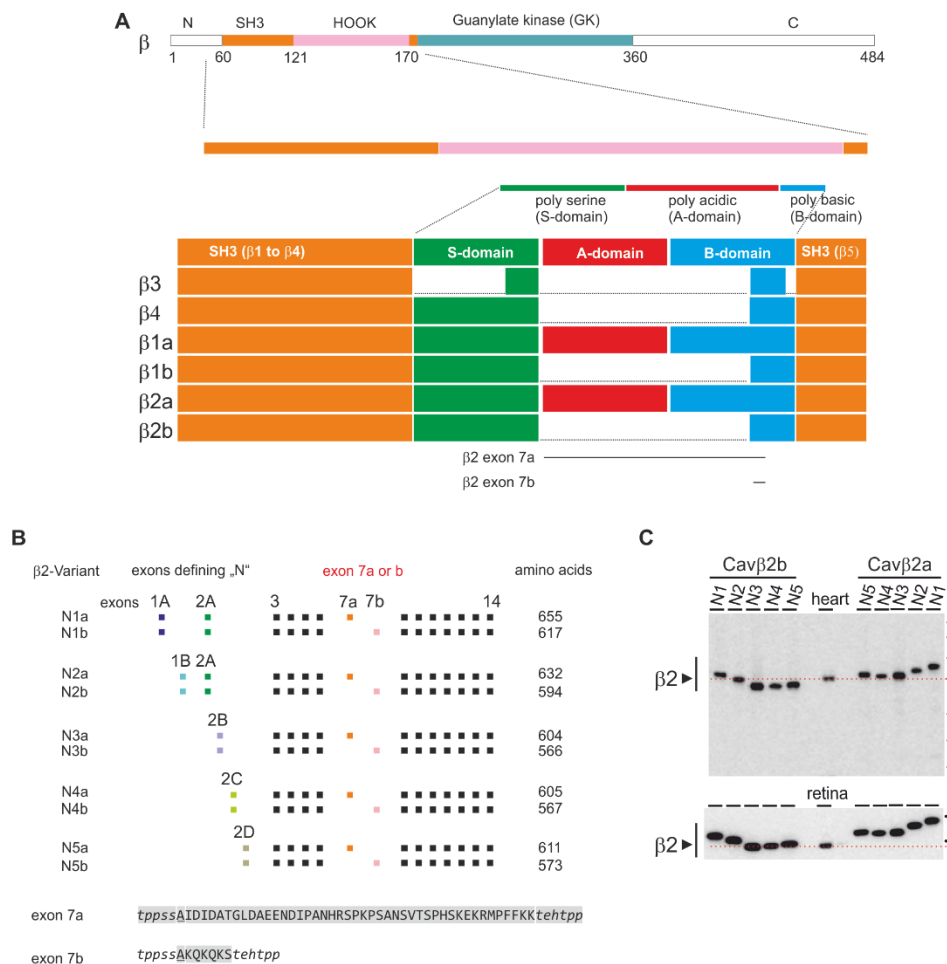 A
N SH3 HOOK Guanylate kinase (GK) C
β
1 60 121 170 360 484
poly serine (S-domain) poly acidic (A-domain) poly basic (B-domain)
SH3 (β1 to β4) S-domain A-domain B-domain SH3 (β5)
β3
β4
β1a
β1b
β2a
β2b
β2 exon 7a
β2 exon 7b
B
β2-Variant exons defining „N“ exon 7a or b amino acids
exons 1A 2A 3 7a 7b 14
N1a 655
N1b 617
1B 2A
N2a 632
N2b 594
2B
N3a 604
N3b 566
2C
N4a 605
N4b 567
2D
N5a 611
N5b 573
exon 7a tppssAIDIDATGLDAEENDIPANHRSPKPSANSVTSPHSKEKRMPFFKKtehtpp
exon 7b tppssAKQKQKStehtpp
C
Cavβ2b Cavβ2a
N1 N2 N3 N4 N5 heart N5 N4 N3 N2 N1
β2
retina
β2